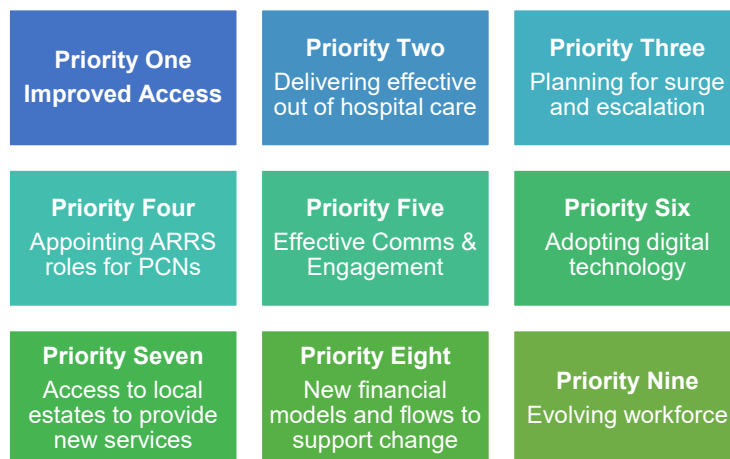 Priority One
Improved Access
Priority Two
Delivering effective
out of hospital care
Priority Three
Planning for surge
and escalation
Priority Four
Appointing ARRS
roles for PCNs
Priority Five
Effective Comms &
Engagement
Priority Six
Adopting digital
technology
Priority Seven
Access to local
estates to provide
new services
Priority Eight
New financial
models and flows to
support change
Priority Nine
Evolving workforce